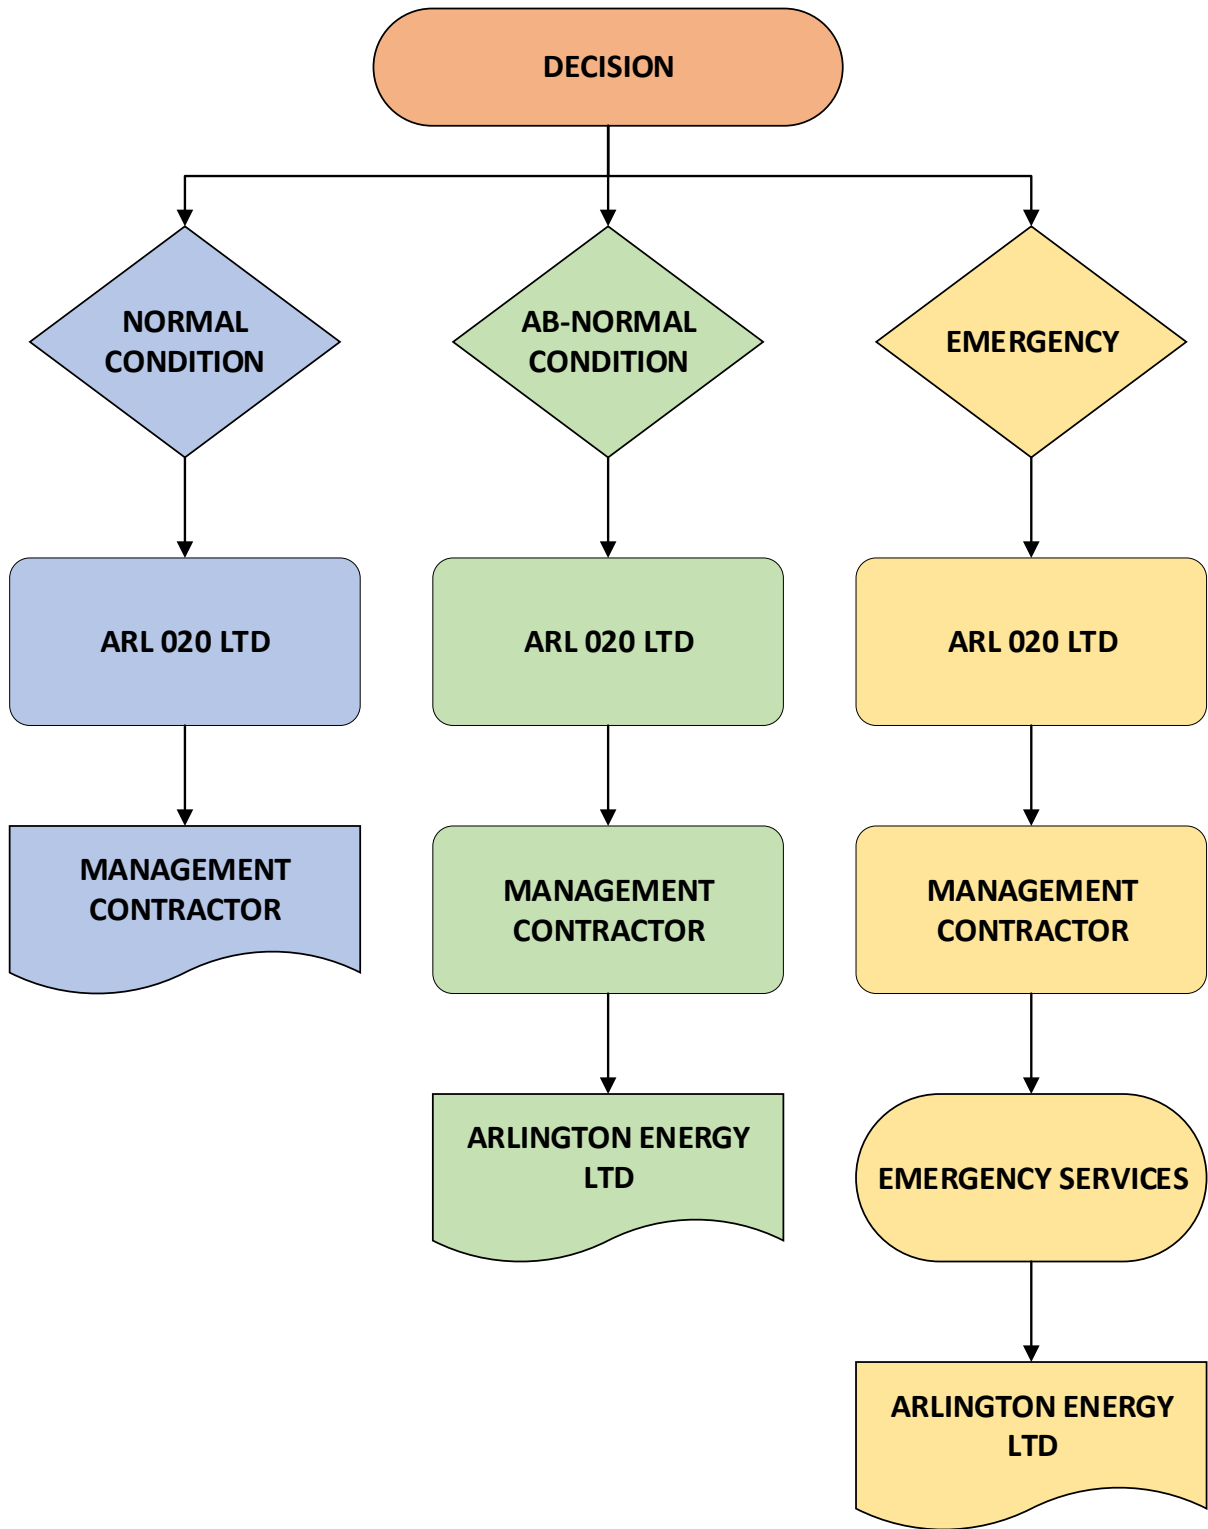 DECISION
NORMAL
CONDITION
AB-NORMAL
CONDITION
EMERGENCY
ARL 020 LTD
ARL 020 LTD
ARL 020 LTD
MANAGEMENT
CONTRACTOR
MANAGEMENT
CONTRACTOR
MANAGEMENT
CONTRACTOR
ARLINGTON ENERGY
LTD
EMERGENCY SERVICES
ARLINGTON ENERGY
LTD